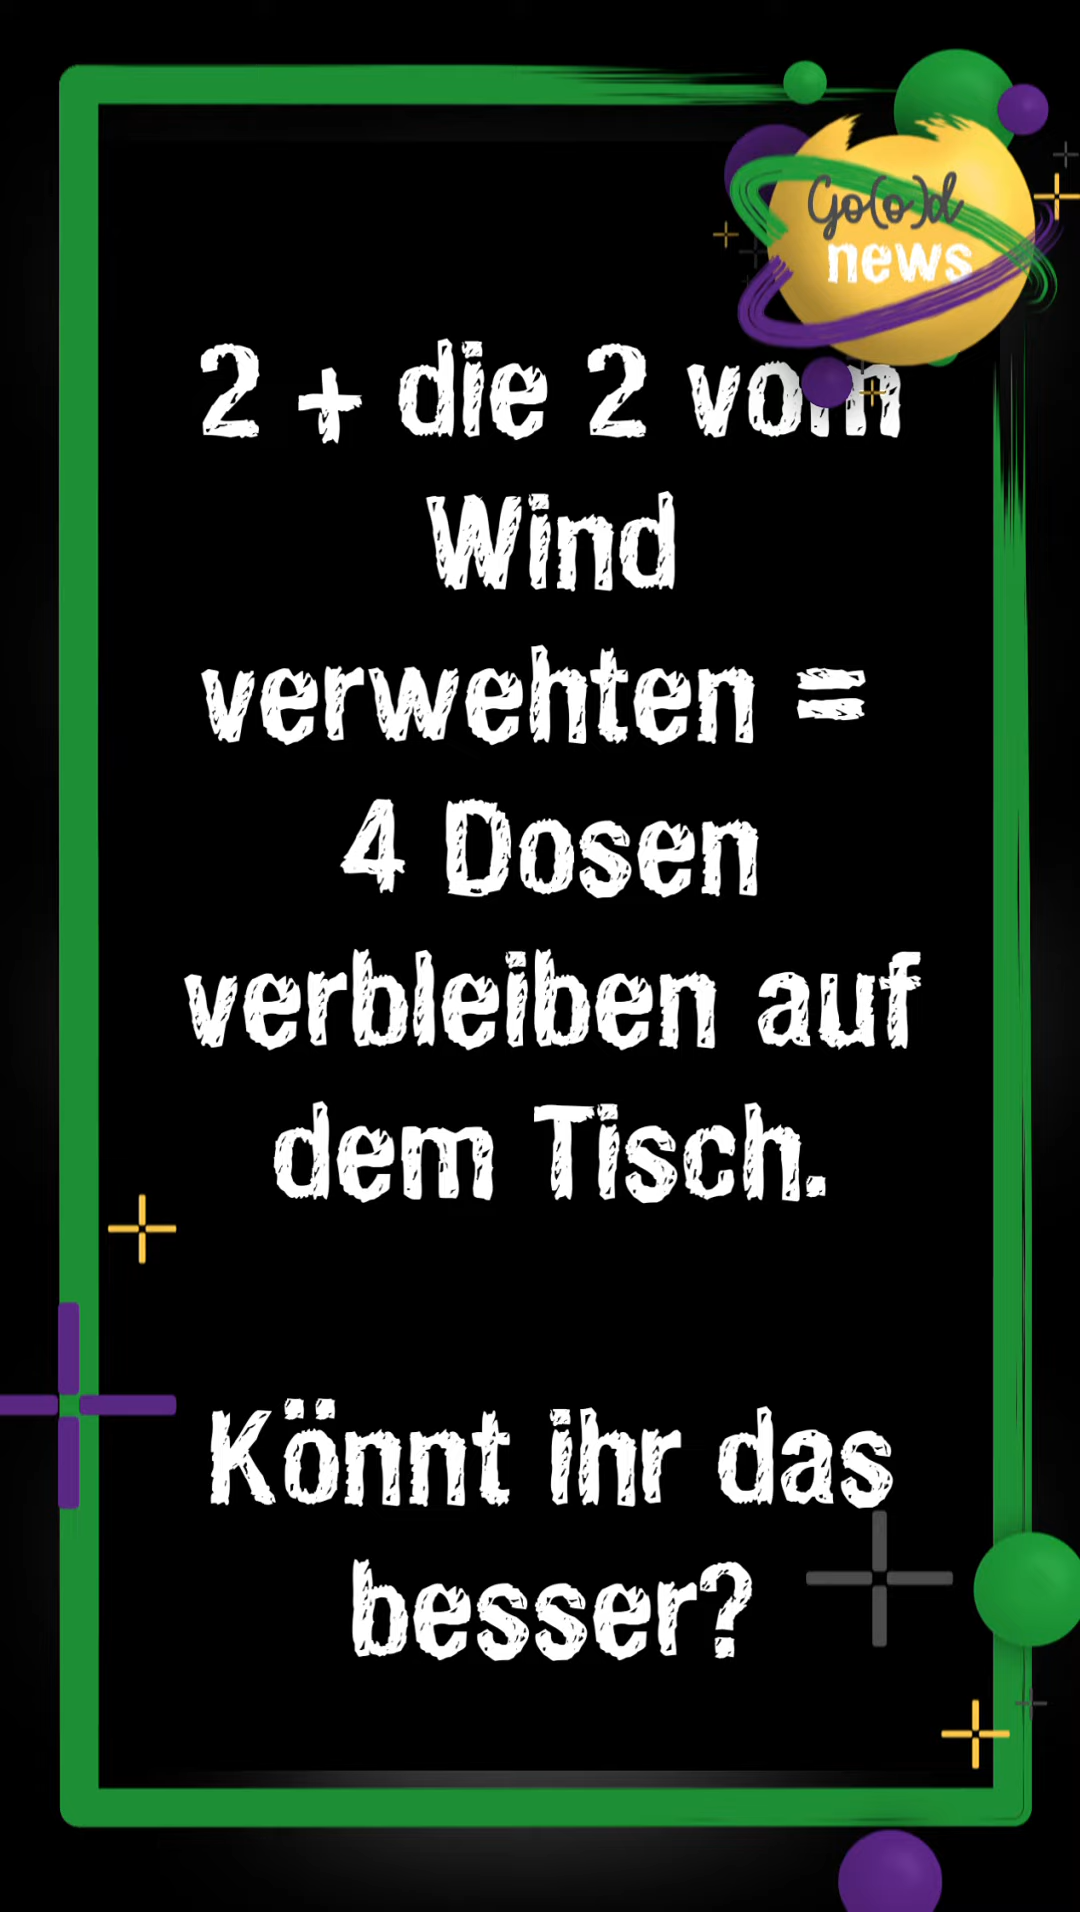 Go(o)d
news
2 + die 2 vom
Wind
verwehten =
4 Dosen
verbleiben auf
dem Tisch.
Könnt ihr das
besser?